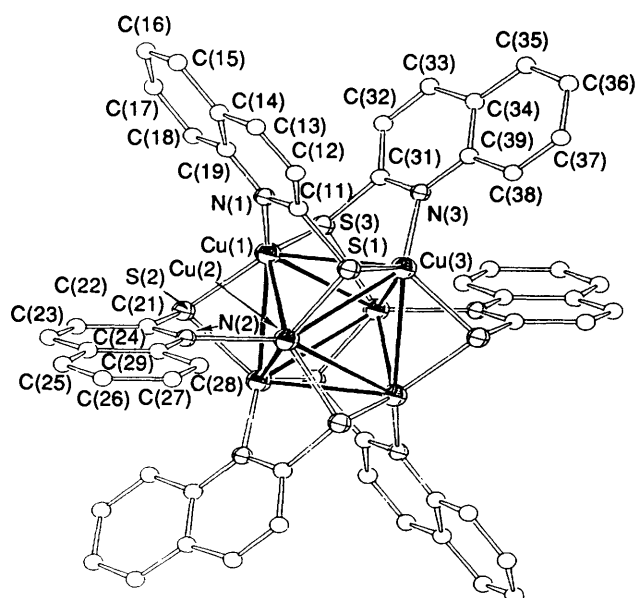 C(16)
C(15)
C(35)
C(33)
C(36)
C(17)
C(14)
C(32)
C(34)
C(18)
C(13)
C(39)
C(12)
C(37)
C(19)
C(31)
C(11)
C(38)
N(1)
S(3)
N(3)
S(1)
Cu(1)
S(2)
Cu(2)
Cu(3)
C(22)
C(21)
C(23)
N(2)
C(24)
C(29)
C(25)
C(28)
C(26)
C(27)